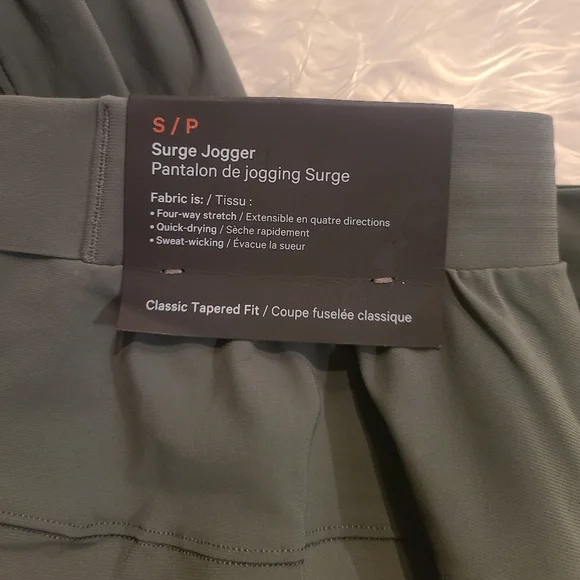 S / P
Surge Jogger
Pantalon de jogging Surge
Fabric is: / Tissu :
• Four-way stretch / Extensible en quatre directions
• Quick-drying / Sèche rapidement
• Sweat-wicking / Évacue la sueur
Classic Tapered Fit / Coupe fuselée classique